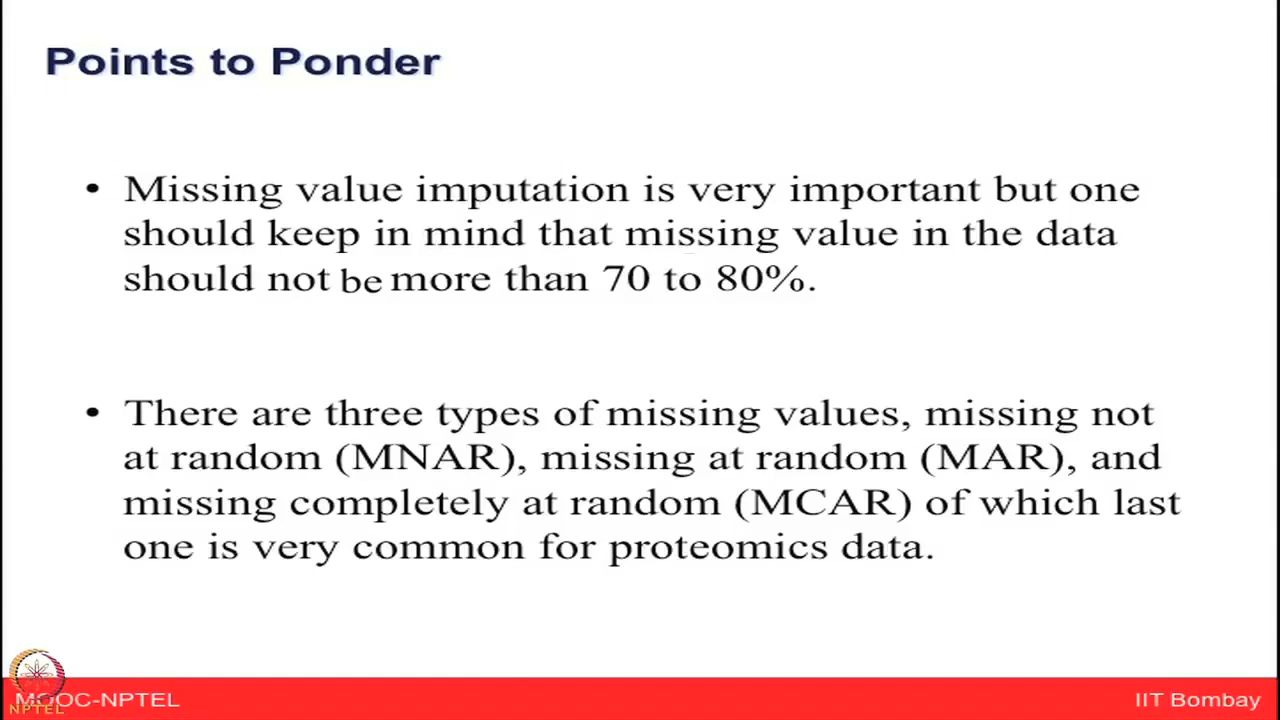 Points to Ponder
• Missing value imputation is very important but one
should keep in mind that missing value in the data
should not be more than 70 to 80%.
• There are three types of missing values, missing not
at random (MNAR), missing at random (MAR), and
missing completely at random (MCAR) of which last
one is very common for proteomics data.
MOOC-NPTEL
NPTEL
IIT Bombay